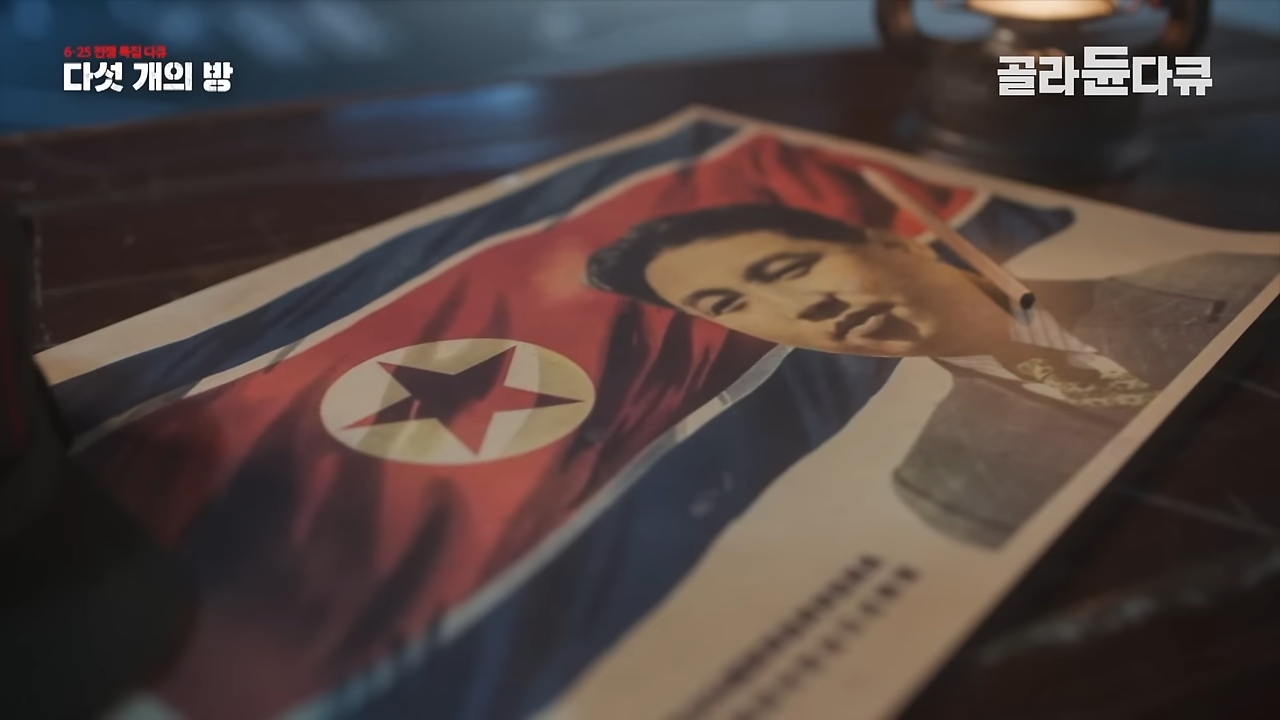 6·25 전쟁 특집 다큐
다섯 개의 방
골라듄다큐